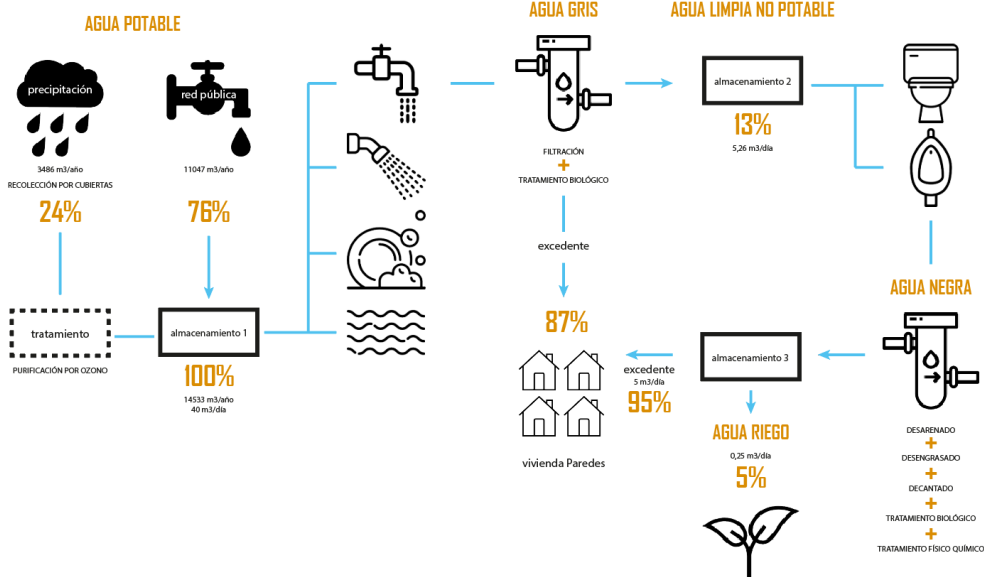 AGUA POTABLE
precipitación
3486 m3/año
RECOLECCIÓN POR CUBIERTAS
24%
red pública
11047 m3/año
76%
tratamiento
PURIFICACIÓN POR OZONO
almacenamiento 1
100%
14533 m3/año
40 m3/día
AGUA GRIS
FILTRACIÓN
+
TRATAMIENTO BIOLÓGICO
excedente
87%
vivienda Paredes
AGUA LIMPIA NO POTABLE
almacenamiento 2
13%
5,26 m3/día
AGUA NEGRA
DESARENADO
+
DESENGRASADO
+
DECANTADO
+
TRATAMIENTO BIOLÓGICO
+
TRATAMIENTO FÍSICO QUÍMICO
almacenamiento 3
excedente
5 m3/día
95%
AGUA RIEGO
0,25 m3/día
5%